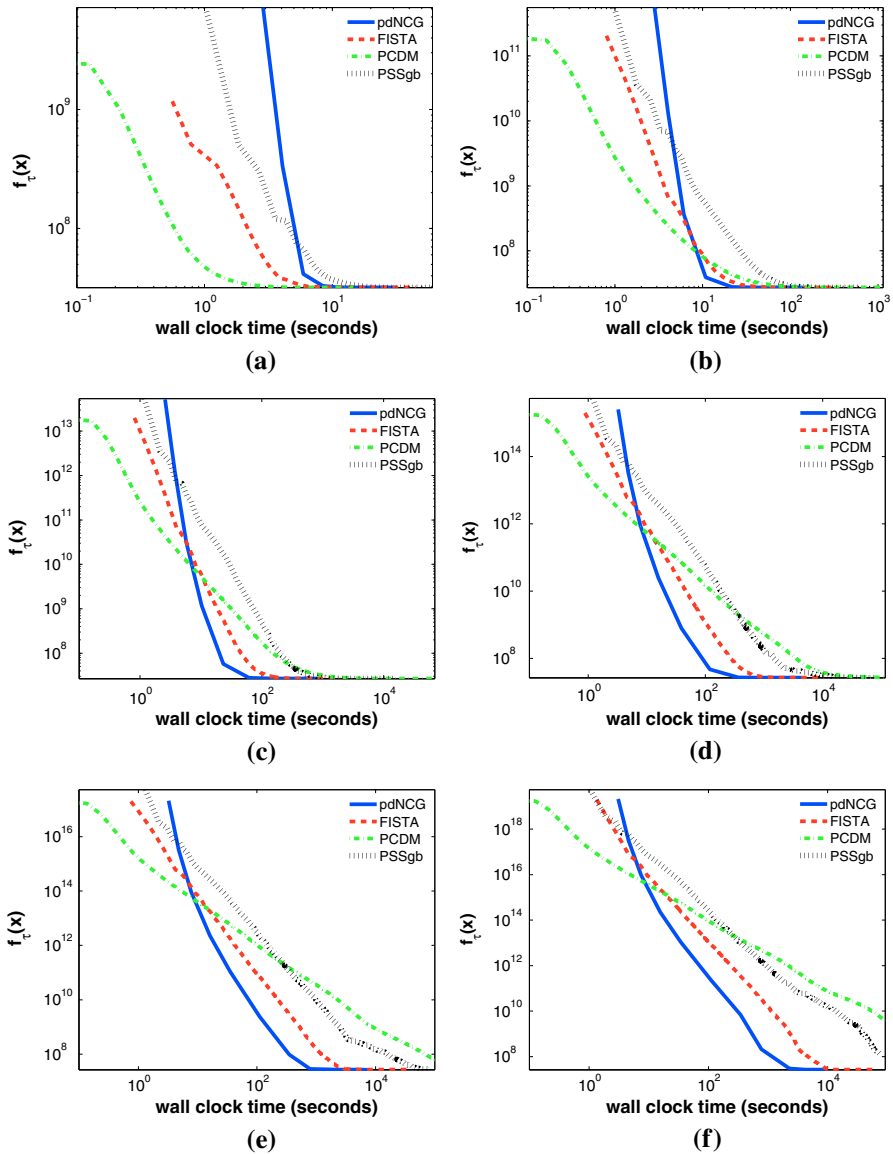 pdNCG
FISTA
PCDM
PSSgb
10^9
10^8
f_τ(x)
10^-1
10^0
10^1
wall clock time (seconds)
(a)
pdNCG
FISTA
PCDM
PSSgb
10^11
10^10
10^9
10^8
f_τ(x)
10^-1
10^0
10^1
10^2
10^3
wall clock time (seconds)
(b)
pdNCG
FISTA
PCDM
PSSgb
10^13
10^12
10^11
10^10
10^9
10^8
f_τ(x)
10^0
10^2
10^4
wall clock time (seconds)
(c)
pdNCG
FISTA
PCDM
PSSgb
10^14
10^12
10^10
10^8
f_τ(x)
10^0
10^2
10^4
wall clock time (seconds)
(d)
pdNCG
FISTA
PCDM
PSSgb
10^16
10^14
10^12
10^10
10^8
f_τ(x)
10^0
10^2
10^4
wall clock time (seconds)
(e)
pdNCG
FISTA
PCDM
PSSgb
10^18
10^16
10^14
10^12
10^10
10^8
f_τ(x)
10^0
10^2
10^4
wall clock time (seconds)
(f)